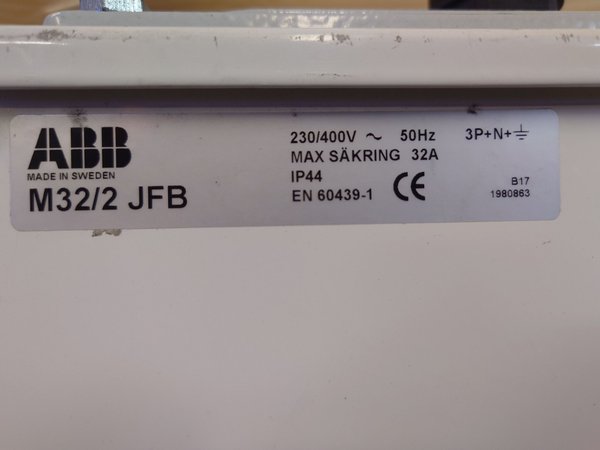 ABB
MADE IN SWEDEN
M32/2 JFB
230/400V ~ 50Hz 3P+N+⏚
MAX SÄKRING 32A
IP44
EN 60439-1 CE
B17
1980863